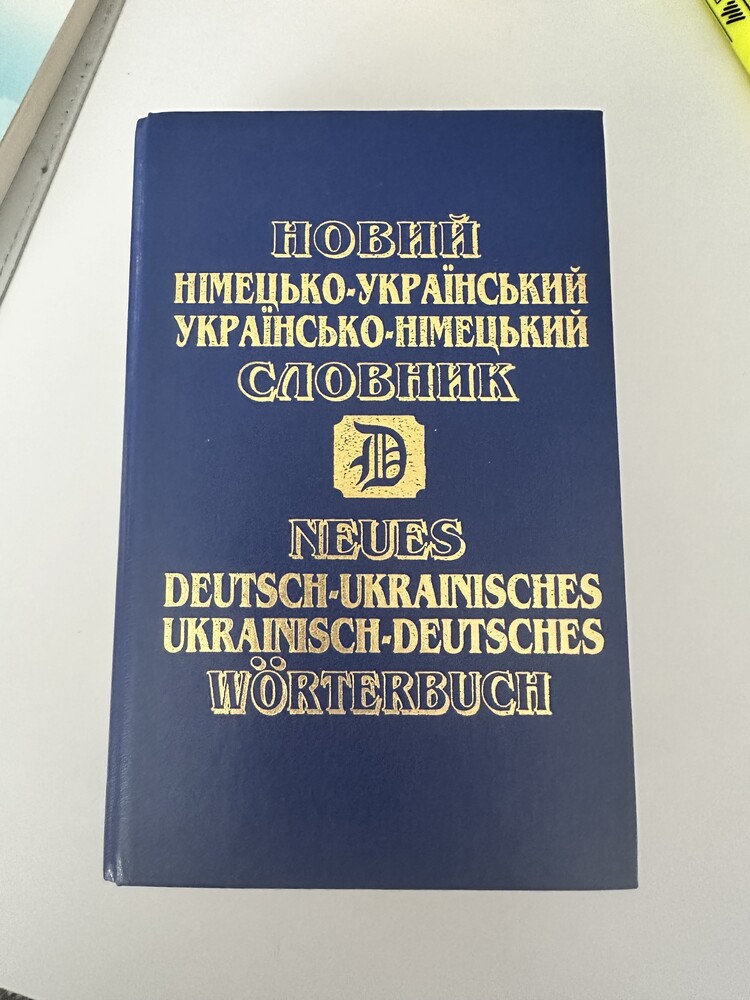 НОВИЙ
НІМЕЦЬКО-УКРАЇНСЬКИЙ
УКРАЇНСЬКО-НІМЕЦЬКИЙ
СЛОВНИК
D
NEUES
DEUTSCH-UKRAINISCHES
UKRAINISCH-DEUTSCHES
WÖRTERBUCH